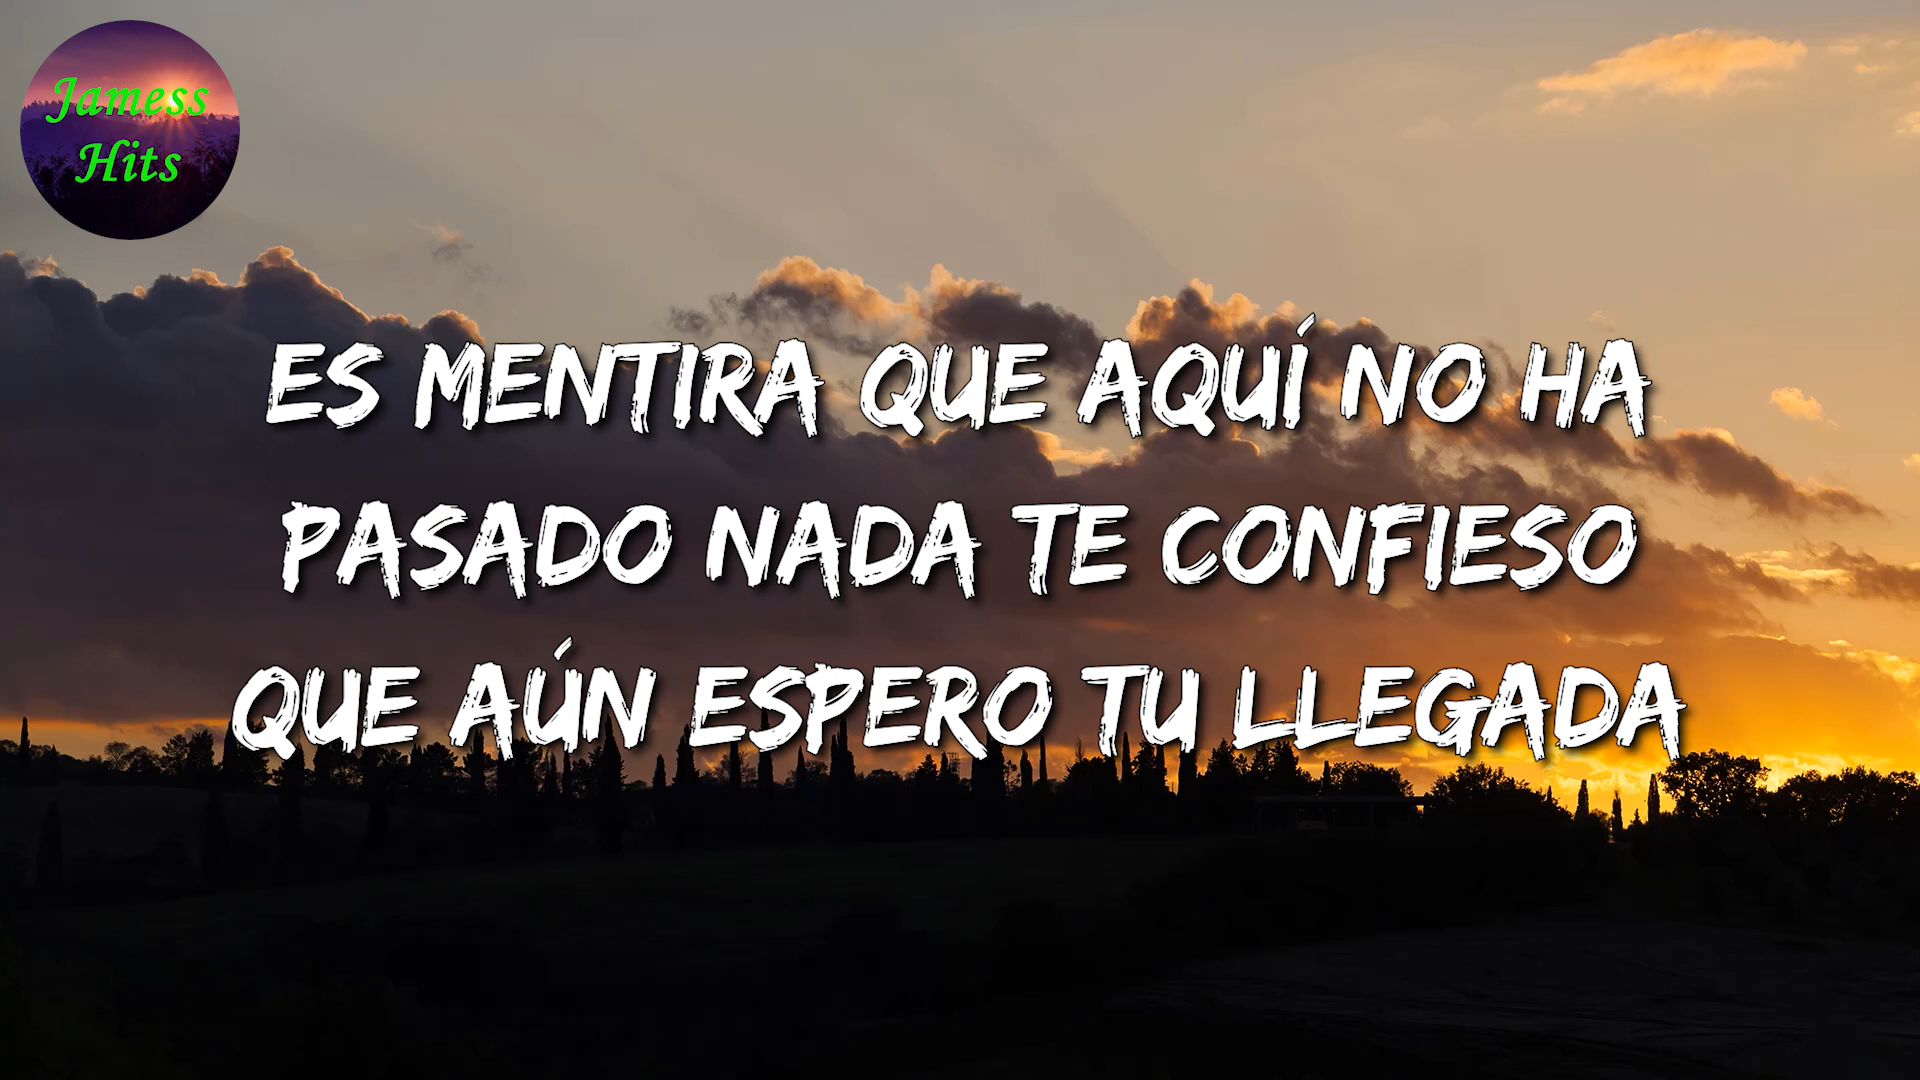 Jamess
Hits
ES MENTIRA QUE AQUÍ NO HA
PASADO NADA TE CONFIESO
QUE AÚN ESPERO TU LLEGADA